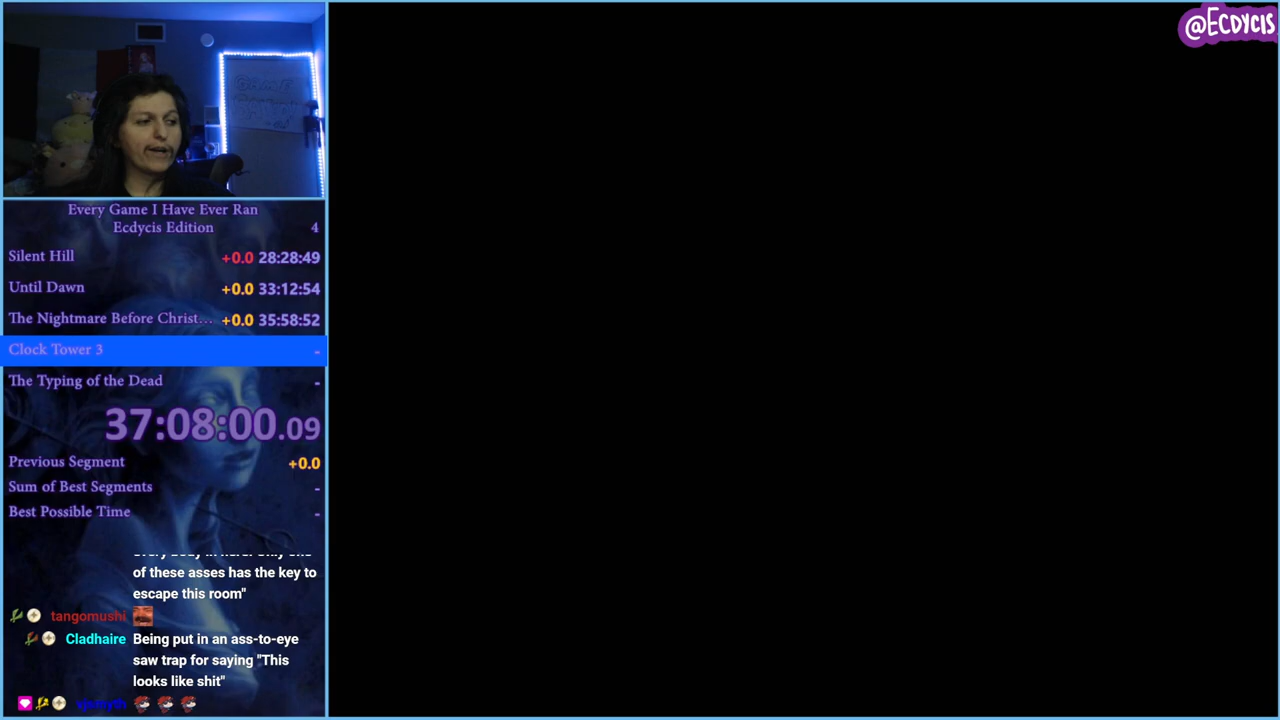 @ECDYCIS
Every Game I Have Ever Ran
Ecdycis Edition 4
Silent Hill +0.0 28:28:49
Until Dawn +0.0 33:12:54
The Nightmare Before Christ... +0.0 35:58:52
Clock Tower 3 -
The Typing of the Dead -
37:08:00.09
Previous Segment +0.0
Sum of Best Segments -
Best Possible Time -
of these asses has the key to
escape this room"
tangomushi
Cladhaire Being put in an ass-to-eye
saw trap for saying "This
looks like shit"